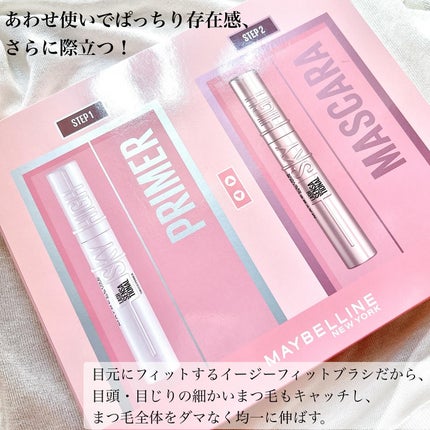 あわせ使いでぱっちり存在感、
さらに際立つ！
STEP 1
PRIMER
STEP 2
MASCARA
MAYBELLINE
NEW YORK
目元にフィットするイージーフィットブラシだから、
目頭・目じりの細かいまつ毛もキャッチし、
まつ毛全体をダマなく均一に伸ばす。